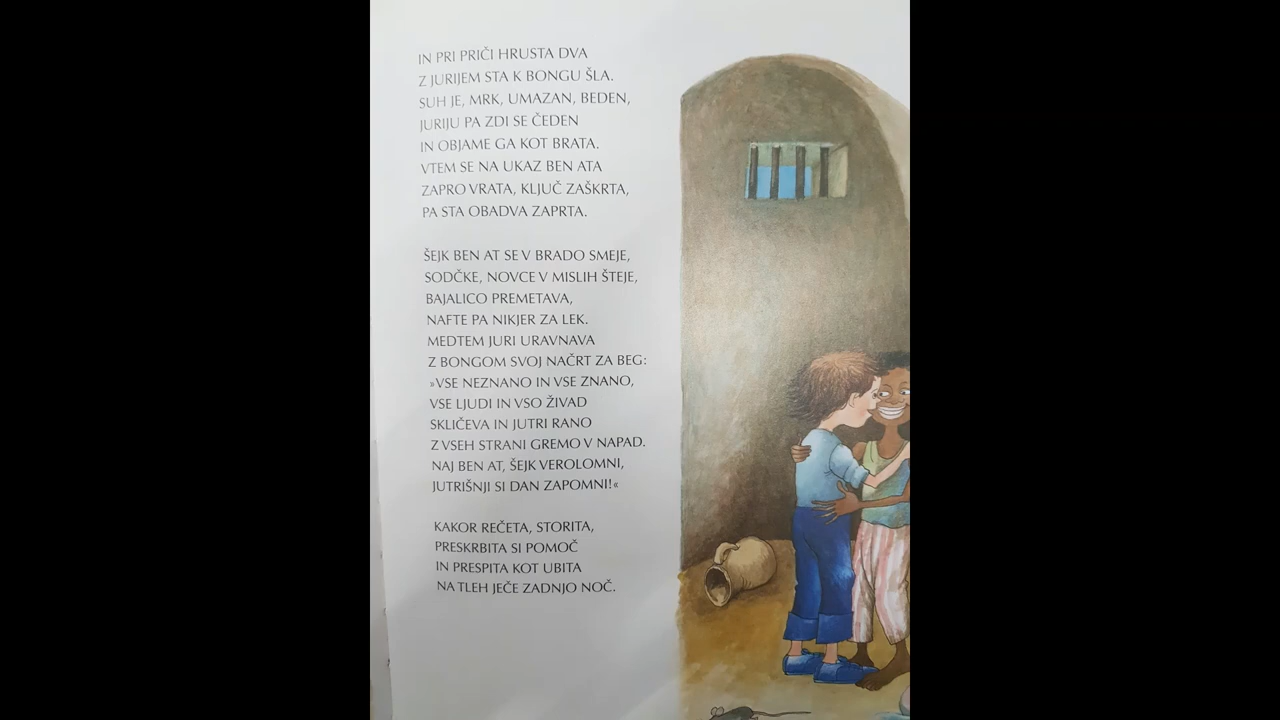 IN PRI PRIČI HRUSTA DVA
Z JURIJEM STA K BONGU ŠLA.
SUH JE, MRK, UMAZAN, BEDEN,
JURIJU PA ZDI SE ČEDEN
IN OBJAME GA KOT BRATA.
VTEM SE NA UKAZ BEN ATA
ZAPRO VRATA, KLJUČ ZAŠKRTA,
PA STA OBADVA ZAPRTA.
ŠEJK BEN AT SE V BRADO SMEJE,
SODČKE, NOVCE V MISLIH ŠTEJE,
BAJALICO PREMETAVA,
NAFTE PA NIKJER ZA LEK.
MEDTEM JURI URAVNAVA
Z BONGOM SVOJ NAČRT ZA BEG:
»VSE NEZNANO IN VSE ZNANO,
VSE LJUDI IN VSO ŽIVAD
SKLIČEVA IN JUTRI RANO
Z VSEH STRANI GREMO V NAPAD.
NAJ BEN AT, ŠEJK VEROLOMNI,
JUTRIŠNJI SI DAN ZAPOMNI!«
KAKOR REČETA, STORITA,
PRESKRBITA SI POMOČ
IN PRESPITA KOT UBITA
NA TLEH JEČE ZADNJO NOČ.